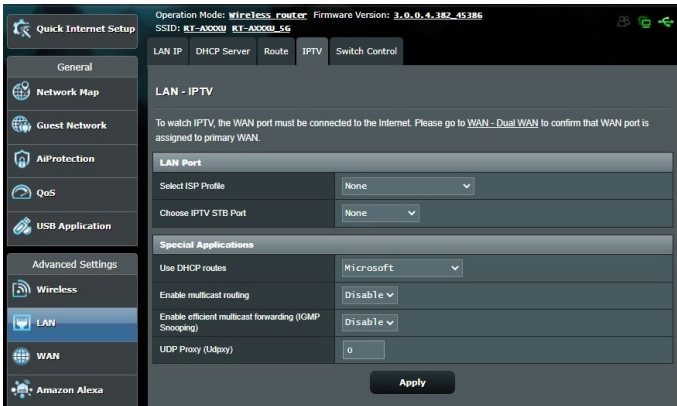 Quick Internet Setup
General
Network Map
Guest Network
AiProtection
QoS
USB Application
Advanced Settings
Wireless
LAN
WAN
Amazon Alexa
Operation Mode: Wireless router Firmware Version: 3.0.0.4.382_45386
SSID: RT-AXXXU RT-AXXXU_5G
LAN IP DHCP Server Route IPTV Switch Control
LAN - IPTV
To watch IPTV, the WAN port must be connected to the Internet. Please go to WAN - Dual WAN to confirm that WAN port is
assigned to primary WAN.
LAN Port
Select ISP Profile None
Choose IPTV STB Port None
Special Applications
Use DHCP routes Microsoft
Enable multicast routing Disable
Enable efficient multicast forwarding (IGMP
Snooping) Disable
UDP Proxy (Udpxy) 0
Apply